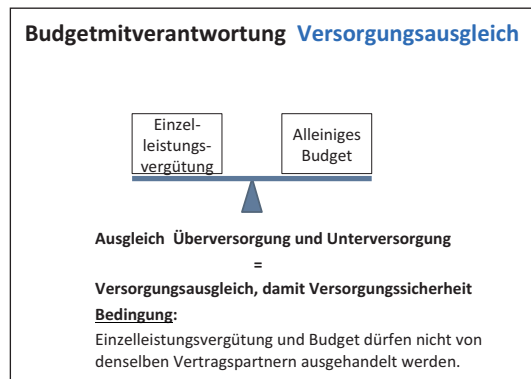 Budgetmitverantwortung Versorgungsausgleich
Einzel-
leistungs-
vergütung
Alleiniges
Budget
Ausgleich Überversorgung und Unterversorgung
=
Versorgungsausgleich, damit Versorgungssicherheit
Bedingung:
Einzelleistungsvergütung und Budget dürfen nicht von
denselben Vertragspartnern ausgehandelt werden.